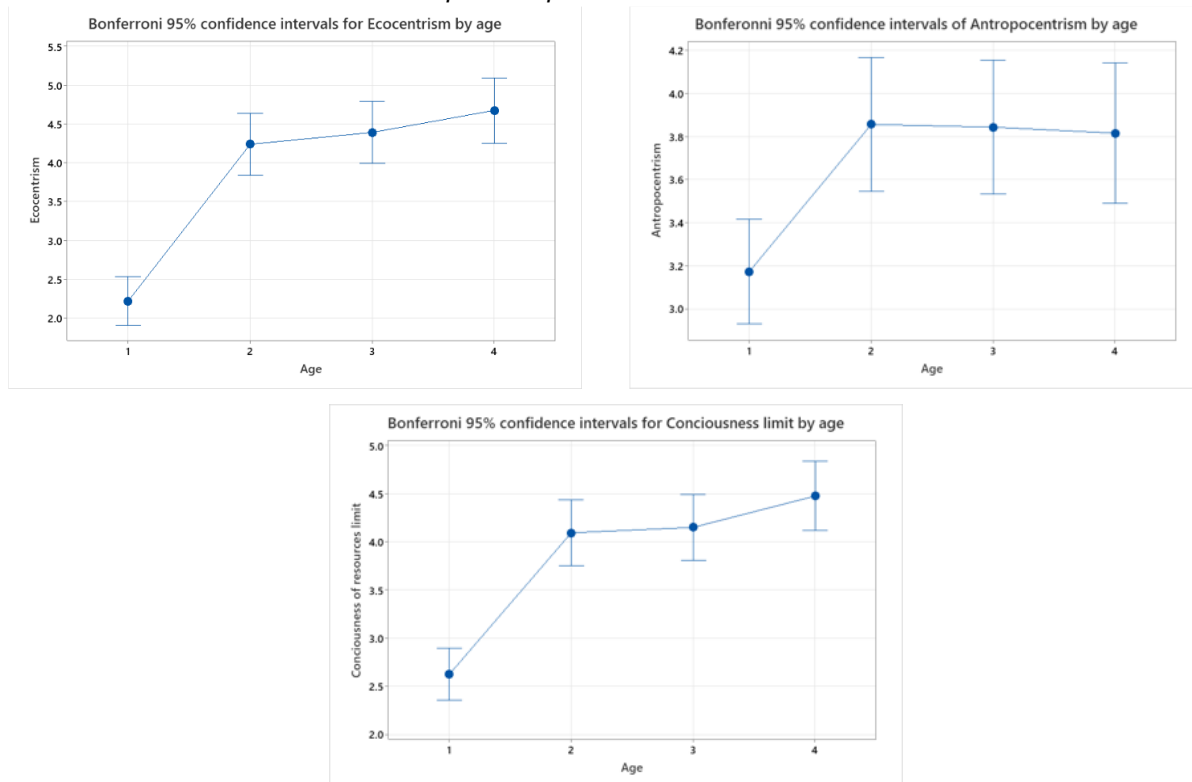 Bonferroni 95% confidence intervals for Ecocentrism by age
5.5
5.0
4.5
4.0
3.5
3.0
2.5
2.0
Ecocentrism
1 2 3 4
Age
Bonferonni 95% confidence intervals of Antropocentrism by age
4.2
4.0
3.8
3.6
3.4
3.2
3.0
Antropocentrism
1 2 3 4
Age
Bonferroni 95% confidence intervals for Conciousness limit by age
5.0
4.5
4.0
3.5
3.0
2.5
2.0
Conciousness of resources limit
1 2 3 4
Age